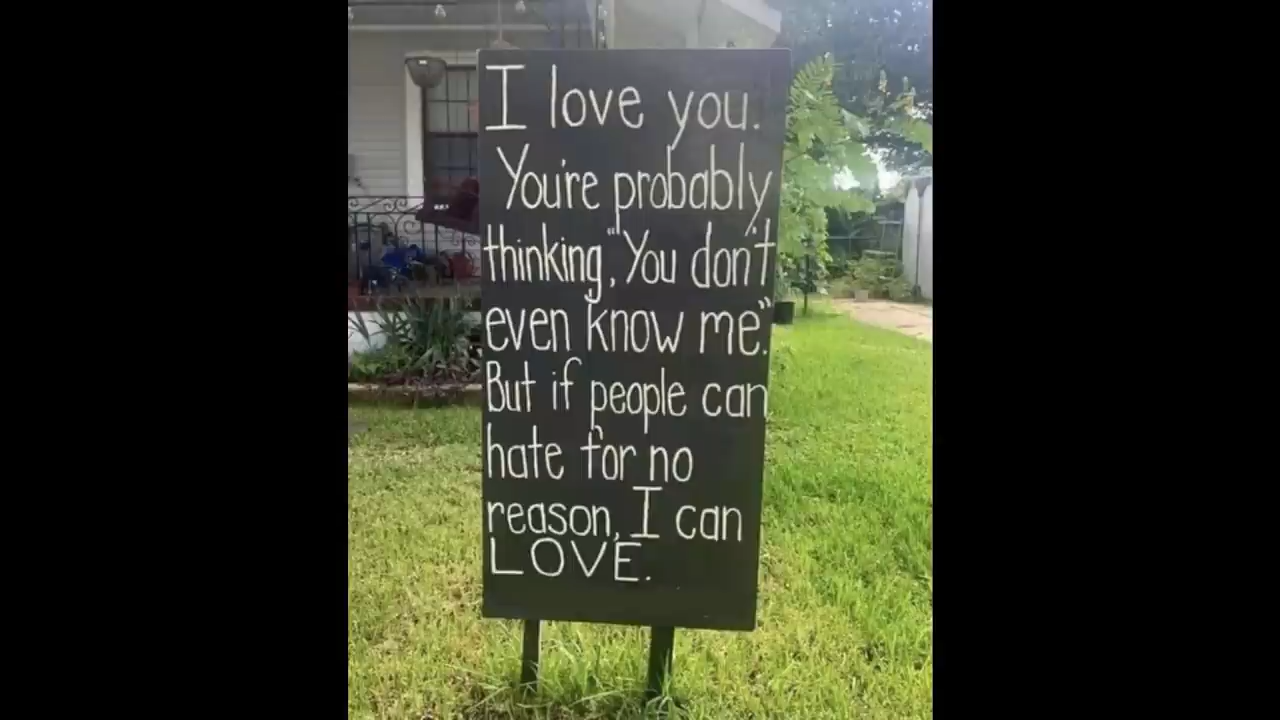 I love you.
You're probably
thinking, "You don't
even know me".
But if people can
hate for no
reason, I can
LOVE.